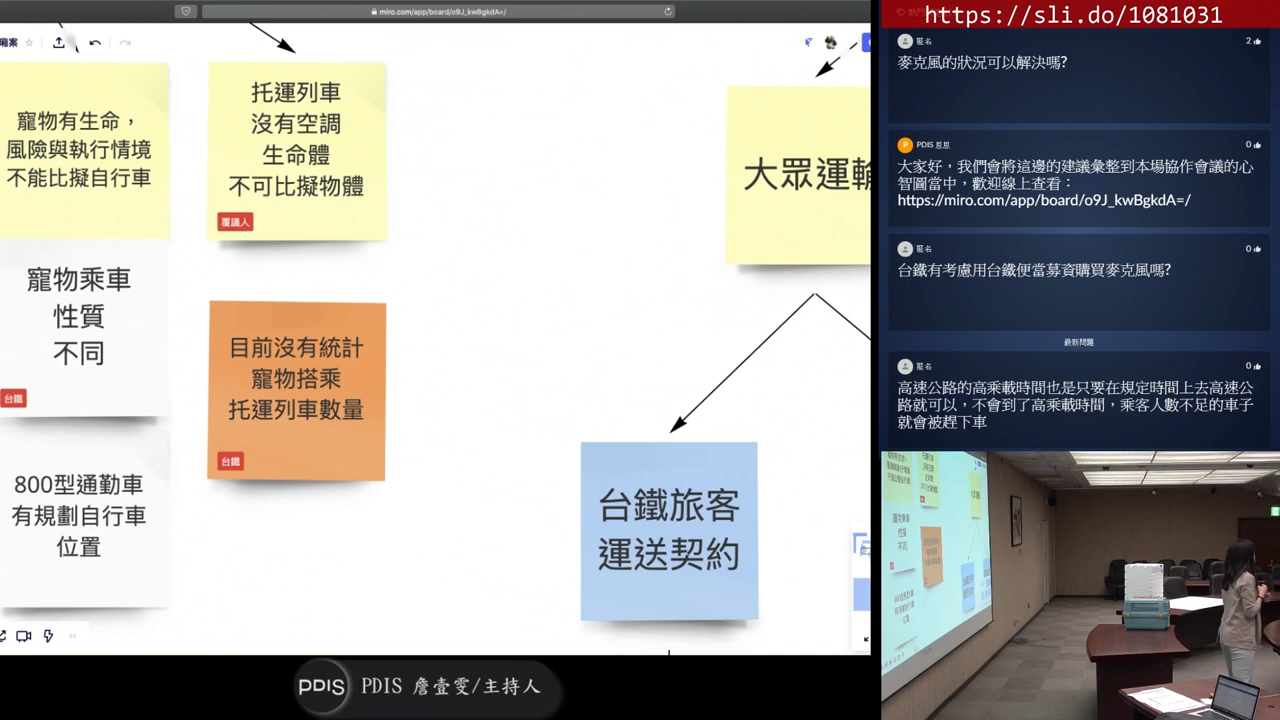 miro.com/app/board/o9J_kwBgkdA=/
https://sli.do/1081031
寵物有生命，
風險與執行情境
不能比擬自行車
托運列車
沒有空調
生命體
不可比擬物體
覆議人
大眾運輸
寵物乘車
性質
不同
台鐵
目前沒有統計
寵物搭乘
托運列車數量
台鐵
800型通勤車
有規劃自行車
位置
台鐵旅客
運送契約
匿名
2
麥克風的狀況可以解決嗎?
PDIS 恩恩
0
大家好，我們會將這邊的建議彙整到本場協作會議的心
智圖當中，歡迎線上查看：
https://miro.com/app/board/o9J_kwBgkdA=/
匿名
0
台鐵有考慮用台鐵便當募資購買麥克風嗎?
最新問題
匿名
0
高速公路的高乘載時間也是只要在規定時間上去高速公
路就可以，不會到了高乘載時間，乘客人數不足的車子
就會被趕下車
PDIS
PDIS 詹壹雯/主持人